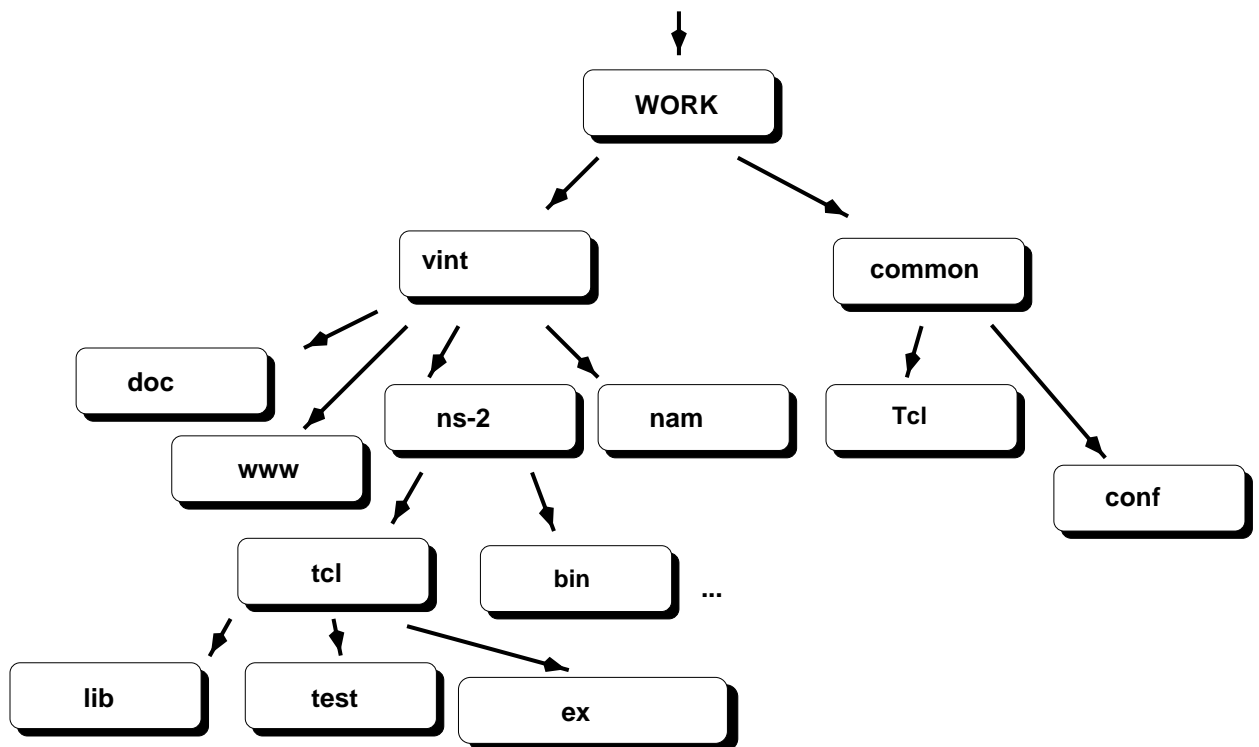 WORK
vint
common
doc
www
ns-2
nam
Tcl
conf
tcl
bin
...
lib
test
ex